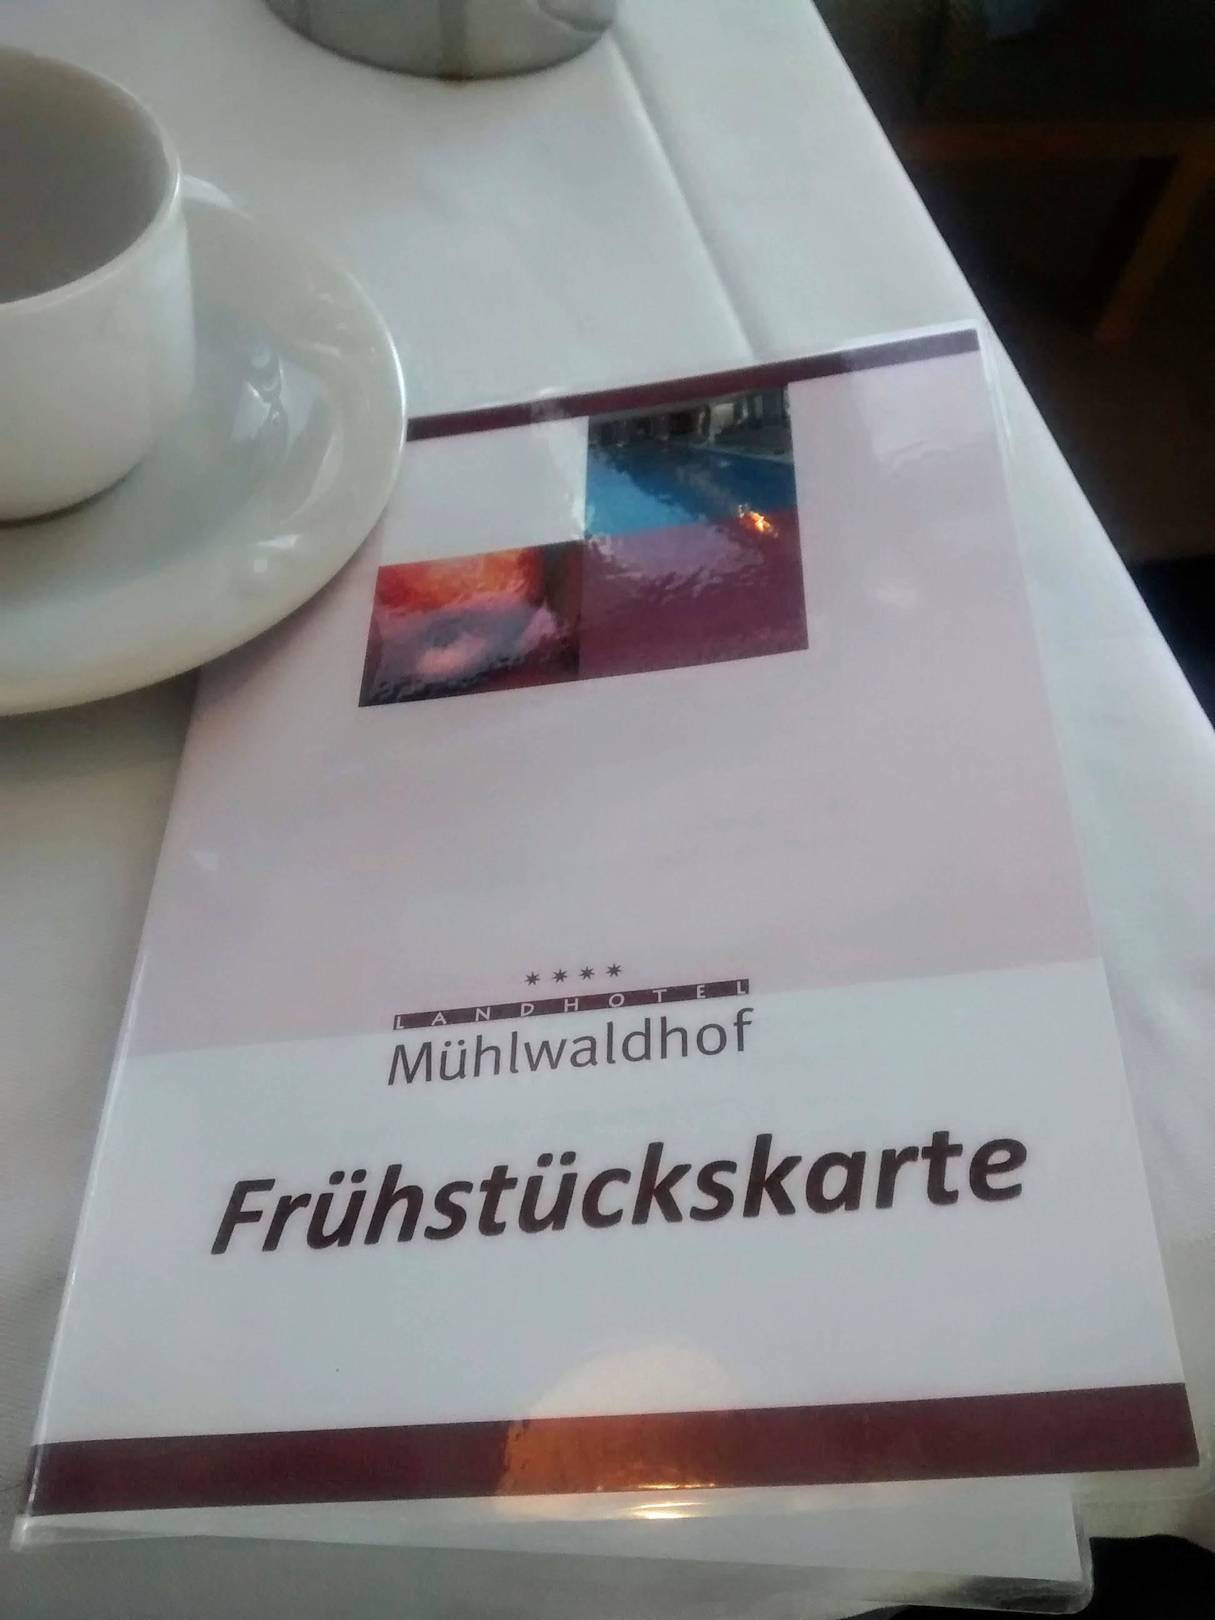 ****
LANDHOTEL
Mühlwaldhof
Frühstückskarte